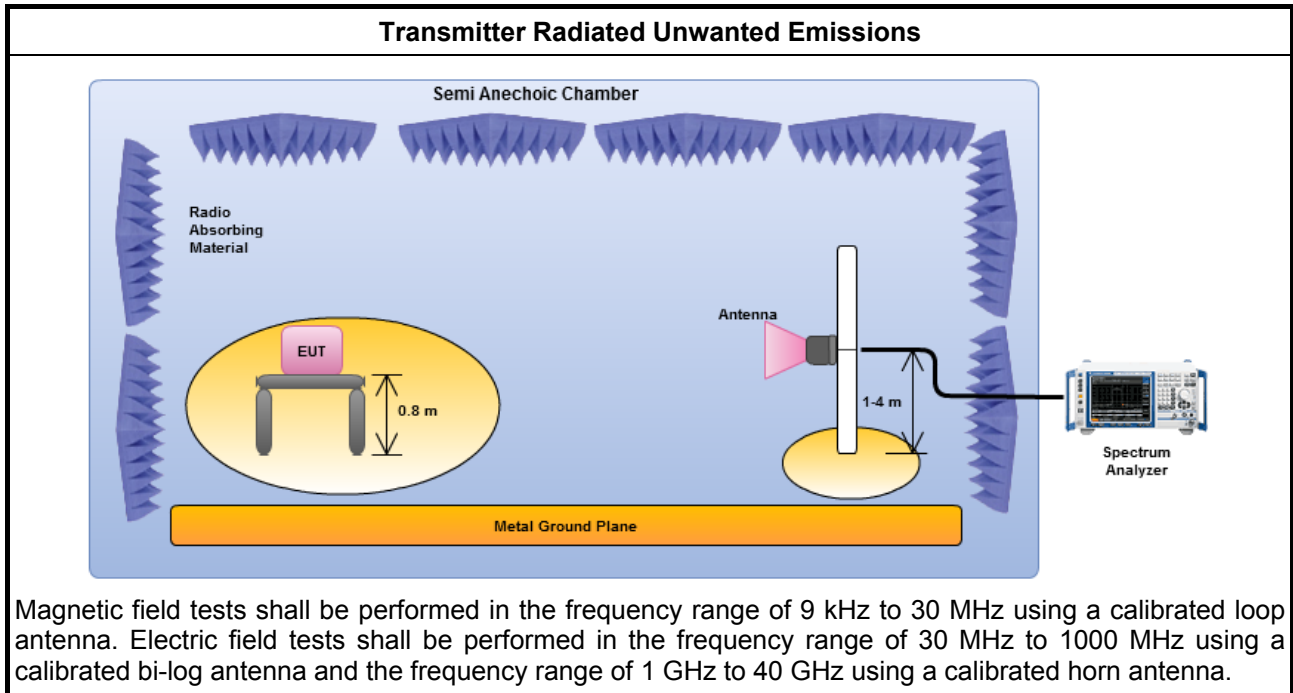 Transmitter Radiated Unwanted Emissions
Semi Anechoic Chamber
Radio
Absorbing
Material
Antenna
EUT
0.8 m
1-4 m
Spectrum
Analyzer
Metal Ground Plane
Magnetic field tests shall be performed in the frequency range of 9 kHz to 30 MHz using a calibrated loop
antenna. Electric field tests shall be performed in the frequency range of 30 MHz to 1000 MHz using a
calibrated bi-log antenna and the frequency range of 1 GHz to 40 GHz using a calibrated horn antenna.